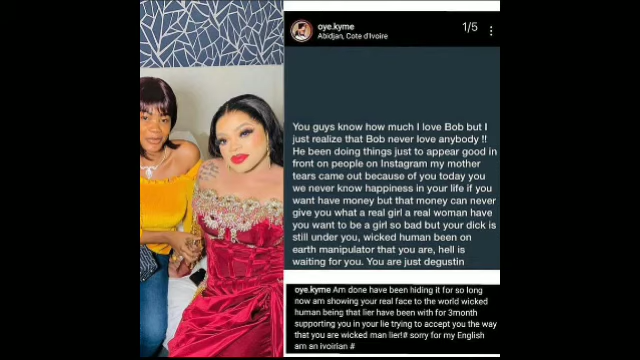 oye.kyme
Abidjan, Cote d'Ivoire
1/5
You guys know how much I love Bob but I
just realize that Bob never love anybody !!
He been doing things just to appear good in
front on people on Instagram my mother
tears came out because of you today you
we never know happiness in your life if you
want have money but that money can never
give you what a real girl a real woman have
you want to be a girl so bad but your dick is
still under you, wicked human been on
earth manipulator that you are, hell is
waiting for you. You are just degustin
oye.kyme Am done have been hiding it for so long
now am showing your real face to the world wicked
human being that lier have been with for 3month
supporting you in your lie trying to accept you the way
that you are wicked man lier!# sorry for my English
am an ivoirian #